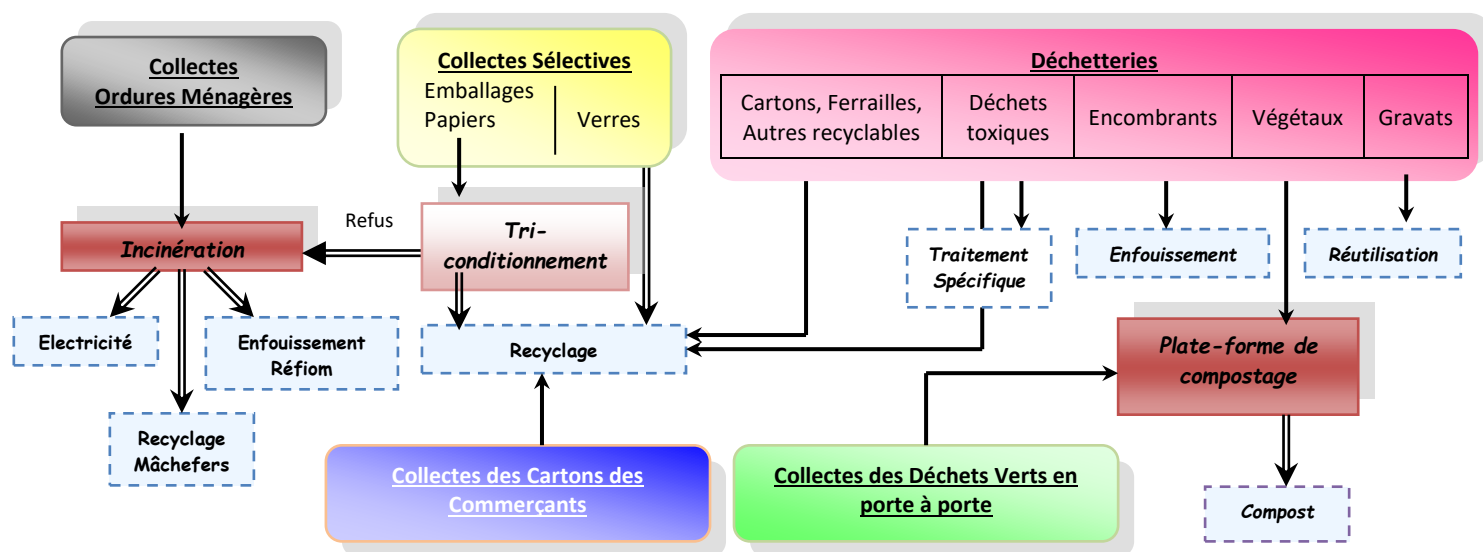 Collectes
Ordures Ménagères
Collectes Sélectives
Emballages
Papiers
Verres
Déchetteries
Cartons, Ferrailles,
Autres recyclables
Déchets
toxiques
Encombrants
Végétaux
Gravats
Incinération
Refus
Tri-
conditionnement
Traitement
Spécifique
Enfouissement
Réutilisation
Electricité
Enfouissement
Réfiom
Recyclage
Plate-forme de
compostage
Recyclage
Mâchefers
Collectes des Cartons des
Commerçants
Collectes des Déchets Verts en
porte à porte
Compost